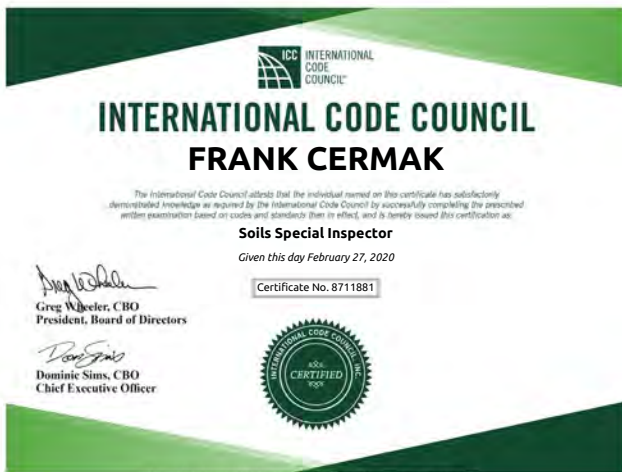 ICC INTERNATIONAL
CODE
COUNCIL
INTERNATIONAL CODE COUNCIL
FRANK CERMAK
The International Code Council attests that the individual named on this certificate has satisfactorily
demonstrated knowledge as required by the International Code Council by successfully completing the prescribed
written examination based on codes and standards then in effect, and is hereby issued this certification as:
Soils Special Inspector
Given this day February 27, 2020
Certificate No. 8711881
Greg Wheeler
Greg Wheeler, CBO
President, Board of Directors
Dom Sims
Dominic Sims, CBO
Chief Executive Officer
INTERNATIONAL CODE COUNCIL, INC.
CERTIFIED